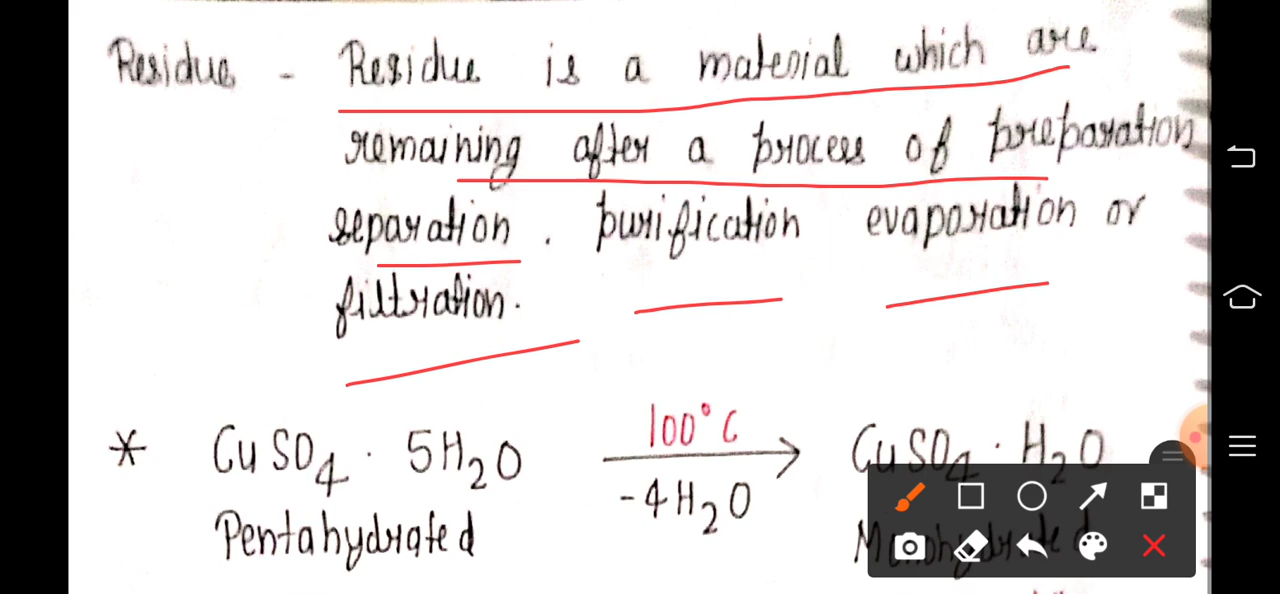 Residue - Residue is a material which are
remaining after a process of preparation
separation. purification evaporation or
filtration.
100°C
* CuSO4 · 5H2O → CuSO4 · H2O
-4H2O
Pentahydrated Monohydrated